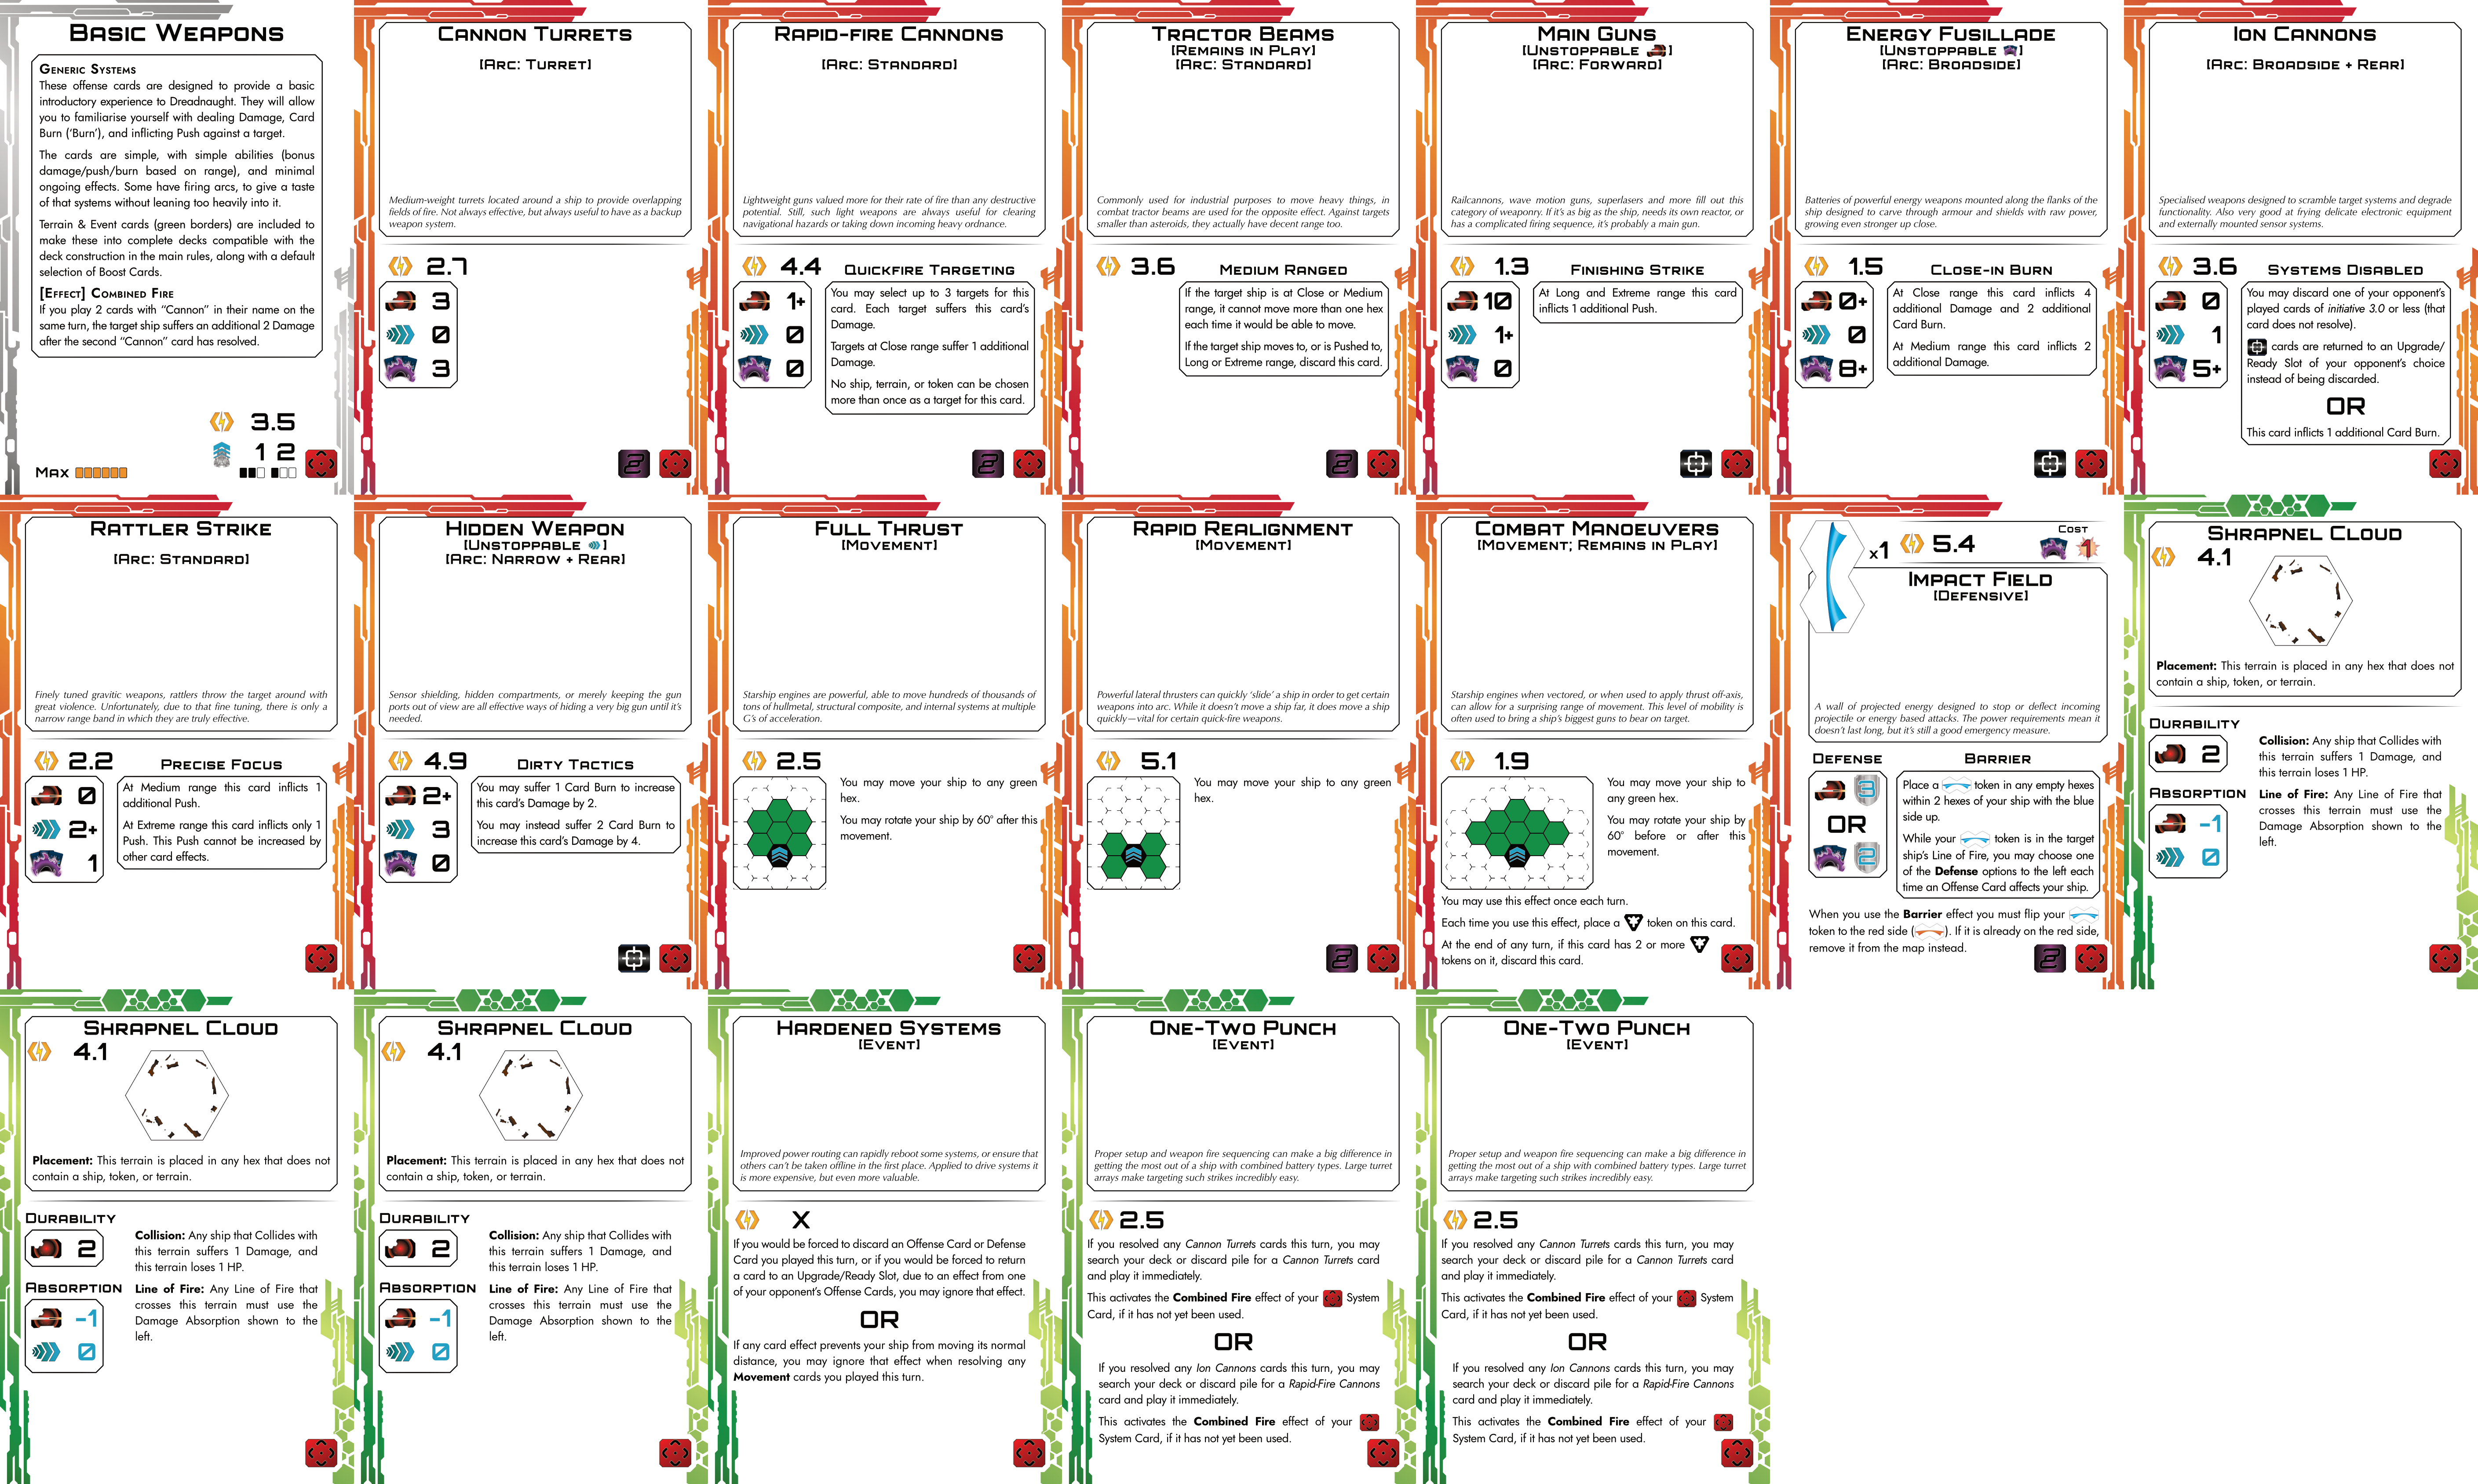 Basic Weapons
Generic Systems
These offense cards are designed to provide a basic
introductory experience to Dreadnaught. They will allow
you to familiarise yourself with dealing Damage, Card
Burn ('Burn'), and inflicting Push against a target.
The cards are simple, with simple abilities (bonus
damage/push/burn based on range), and minimal
ongoing effects. Some have firing arcs, to give a taste
of that systems without leaning too heavily into it.
Terrain & Event cards (green borders) are included to
make these into complete decks compatible with the
deck construction in the main rules, along with a default
selection of Boost Cards.
[Effect] Combined Fire
If you play 2 cards with “Cannon” in their name on the
same turn, the target ship suffers an additional 2 Damage
after the second “Cannon” card has resolved.
3.5
1 2
Max
Cannon Turrets
[Arc: Turret]
Medium-weight turrets located around a ship to provide overlapping
fields of fire. Not always effective, but always useful to have as a backup
weapon system.
2.7
3
0
3
2
Rapid-fire Cannons
[Arc: Standard]
Lightweight guns valued more for their rate of fire than any destructive
potential. Still, such light weapons are always useful for clearing
navigational hazards or taking down incoming heavy ordnance.
4.4
1+
0
0
Quickfire Targeting
You may select up to 3 targets for this
card. Each target suffers this card's
Damage.
Targets at Close range suffer 1 additional
Damage.
No ship, terrain, or token can be chosen
more than once as a target for this card.
2
Tractor Beams
[Remains in Play]
[Arc: Standard]
Commonly used for industrial purposes to move heavy things, in
combat tractor beams are used for the opposite effect. Against targets
smaller than asteroids, they actually have decent range too.
3.6
Medium Ranged
If the target ship is at Close or Medium
range, it cannot move more than one hex
each time it would be able to move.
If the target ship moves to, or is Pushed to,
Long or Extreme range, discard this card.
2
Main Guns
[Unstoppable ]
[Arc: Forward]
Railcannons, wave motion guns, superlasers and more fill out this
category of weaponry. If it's as big as the ship, needs its own reactor, or
has a complicated firing sequence, it's probably a main gun.
1.3
10
1+
0
Finishing Strike
At Long and Extreme range this card
inflicts 1 additional Push.
Energy Fusillade
[Unstoppable ]
[Arc: Broadside]
Batteries of powerful energy weapons mounted along the flanks of the
ship designed to carve through armour and shields with raw power,
growing even stronger up close.
1.5
0+
0
8+
Close-in Burn
At Close range this card inflicts 4
additional Damage and 2 additional
Card Burn.
At Medium range this card inflicts 2
additional Damage.
Ion Cannons
[Arc: Broadside + Rear]
Specialised weapons designed to scramble target systems and degrade
functionality. Also very good at frying delicate electronic equipment
and externally mounted sensor systems.
3.6
0
1
5+
Systems Disabled
You may discard one of your opponent's
played cards of initiative 3.0 or less (that
card does not resolve).
cards are returned to an Upgrade/
Ready Slot of your opponent's choice
instead of being discarded.
OR
This card inflicts 1 additional Card Burn.
Rattler Strike
[Arc: Standard]
Finely tuned gravitic weapons, rattlers throw the target around with
great violence. Unfortunately, due to that fine tuning, there is only a
narrow range band in which they are truly effective.
2.2
0
2+
1
Precise Focus
At Medium range this card inflicts 1
additional Push.
At Extreme range this card inflicts only 1
Push. This Push cannot be increased by
other card effects.
Hidden Weapon
[Unstoppable ]
[Arc: Narrow + Rear]
Sensor shielding, hidden compartments, or merely keeping the gun
ports out of view are all effective ways of hiding a very big gun until it's
needed.
4.9
2+
3
0
Dirty Tactics
You may suffer 1 Card Burn to increase
this card's Damage by 2.
You may instead suffer 2 Card Burn to
increase this card's Damage by 4.
Full Thrust
[Movement]
Starship engines are powerful, able to move hundreds of thousands of
tons of hullmetal, structural composite, and internal systems at multiple
G's of acceleration.
2.5
You may move your ship to any green
hex.
You may rotate your ship by 60° after this
movement.
Rapid Realignment
[Movement]
Powerful lateral thrusters can quickly 'slide' a ship in order to get certain
weapons into arc. While it doesn't move a ship far, it does move a ship
quickly—vital for certain quick-fire weapons.
5.1
You may move your ship to any green
hex.
2
Combat Manoeuvers
[Movement; Remains in Play]
Starship engines when vectored, or when used to apply thrust off-axis,
can allow for a surprising range of movement. This level of mobility is
often used to bring a ship's biggest guns to bear on target.
1.9
You may move your ship to
any green hex.
You may rotate your ship by
60° before or after this
movement.
You may use this effect once each turn.
Each time you use this effect, place a token on this card.
At the end of any turn, if this card has 2 or more
tokens on it, discard this card.
x1
5.4
Cost
1
Impact Field
[Defensive]
A wall of projected energy designed to stop or deflect incoming
projectile or energy based attacks. The power requirements mean it
doesn't last long, but it's still a good emergency measure.
Defense
3
OR
2
Barrier
Place a token in any empty hexes
within 2 hexes of your ship with the blue
side up.
While your token is in the target
ship's Line of Fire, you may choose one
of the Defense options to the left each
time an Offense Card affects your ship.
When you use the Barrier effect you must flip your
token to the red side ( ). If it is already on the red side,
remove it from the map instead.
2
Shrapnel Cloud
4.1
Placement: This terrain is placed in any hex that does not
contain a ship, token, or terrain.
Durability
2
Absorption
-1
0
Collision: Any ship that Collides with
this terrain suffers 1 Damage, and
this terrain loses 1 HP.
Line of Fire: Any Line of Fire that
crosses this terrain must use the
Damage Absorption shown to the
left.
Shrapnel Cloud
4.1
Placement: This terrain is placed in any hex that does not
contain a ship, token, or terrain.
Durability
2
Absorption
-1
0
Collision: Any ship that Collides with
this terrain suffers 1 Damage, and
this terrain loses 1 HP.
Line of Fire: Any Line of Fire that
crosses this terrain must use the
Damage Absorption shown to the
left.
Shrapnel Cloud
4.1
Placement: This terrain is placed in any hex that does not
contain a ship, token, or terrain.
Durability
2
Absorption
-1
0
Collision: Any ship that Collides with
this terrain suffers 1 Damage, and
this terrain loses 1 HP.
Line of Fire: Any Line of Fire that
crosses this terrain must use the
Damage Absorption shown to the
left.
Hardened Systems
[Event]
Improved power routing can rapidly reboot some systems, or ensure that
others can't be taken offline in the first place. Applied to drive systems it
is more expensive, but even more valuable.
X
If you would be forced to discard an Offense Card or Defense
Card you played this turn, or if you would be forced to return
a card to an Upgrade/Ready Slot, due to an effect from one
of your opponent's Offense Cards, you may ignore that effect.
OR
If any card effect prevents your ship from moving its normal
distance, you may ignore that effect when resolving any
Movement cards you played this turn.
One-Two Punch
[Event]
Proper setup and weapon fire sequencing can make a big difference in
getting the most out of a ship with combined battery types. Large turret
arrays make targeting such strikes incredibly easy.
2.5
If you resolved any Cannon Turrets cards this turn, you may
search your deck or discard pile for a Cannon Turrets card
and play it immediately.
This activates the Combined Fire effect of your System
Card, if it has not yet been used.
OR
If you resolved any Ion Cannons cards this turn, you may
search your deck or discard pile for a Rapid-Fire Cannons
card and play it immediately.
This activates the Combined Fire effect of your
System Card, if it has not yet been used.
One-Two Punch
[Event]
Proper setup and weapon fire sequencing can make a big difference in
getting the most out of a ship with combined battery types. Large turret
arrays make targeting such strikes incredibly easy.
2.5
If you resolved any Cannon Turrets cards this turn, you may
search your deck or discard pile for a Cannon Turrets card
and play it immediately.
This activates the Combined Fire effect of your System
Card, if it has not yet been used.
OR
If you resolved any Ion Cannons cards this turn, you may
search your deck or discard pile for a Rapid-Fire Cannons
card and play it immediately.
This activates the Combined Fire effect of your
System Card, if it has not yet been used.